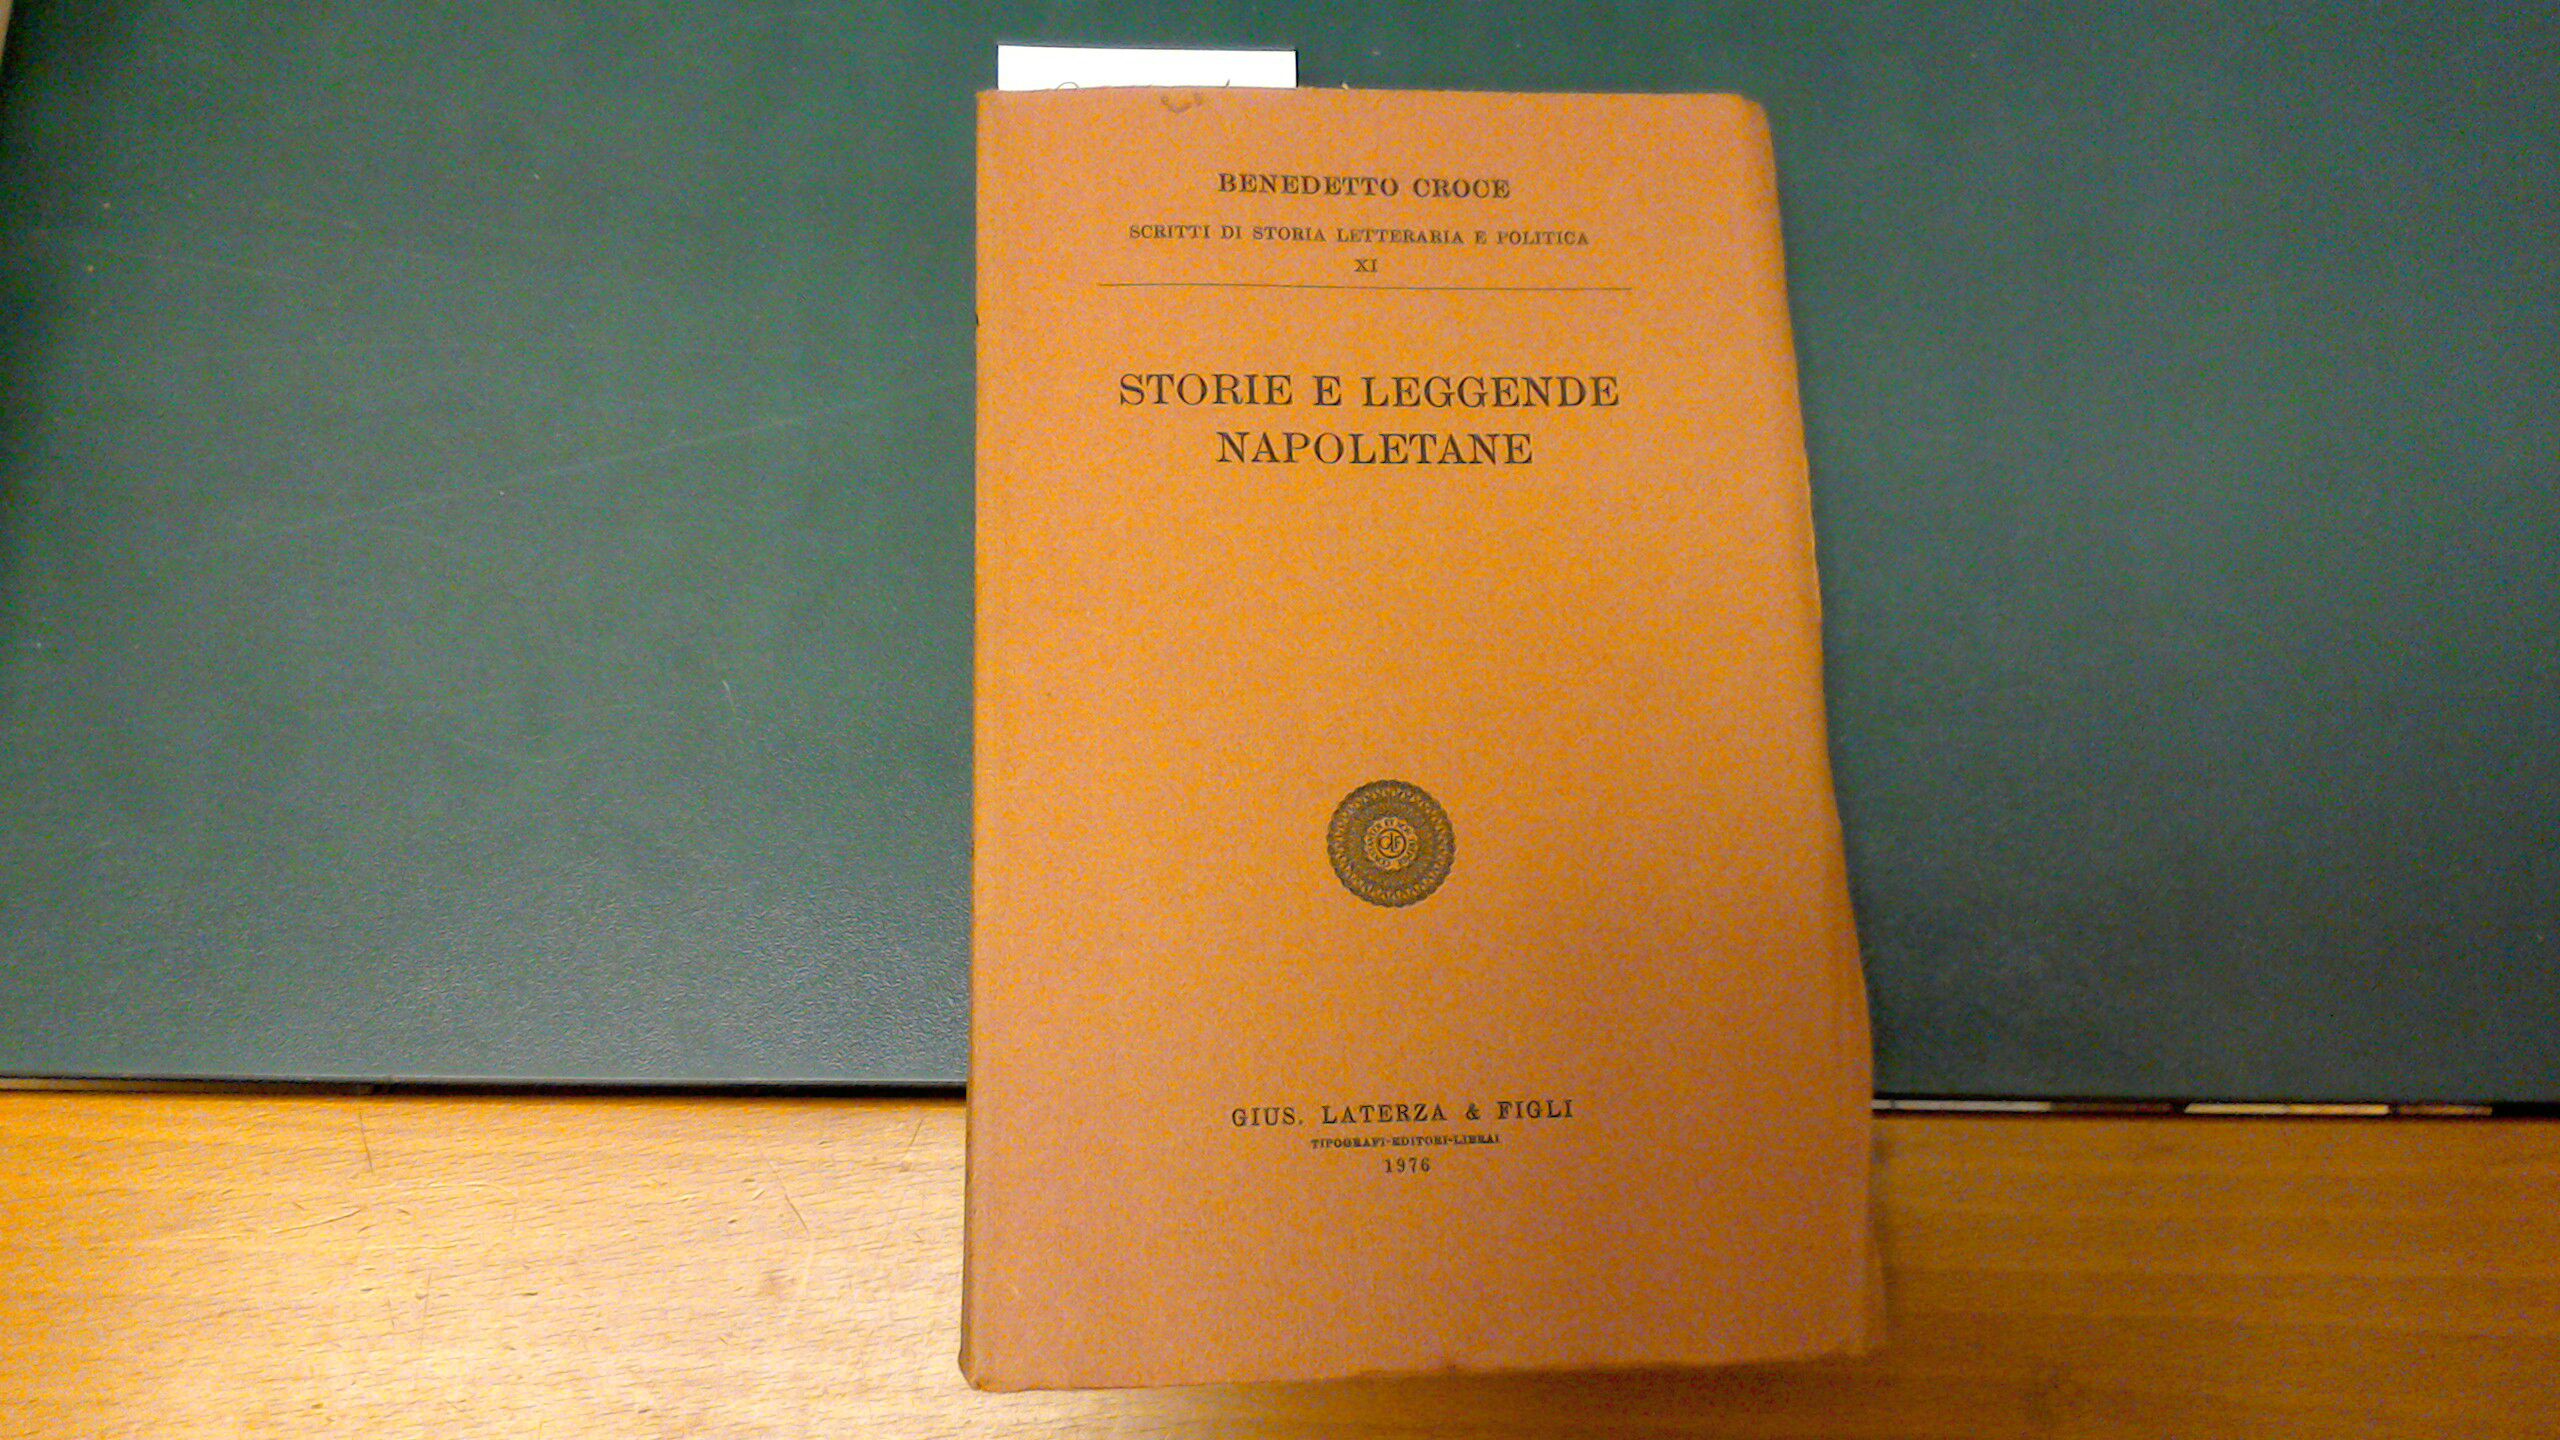 BENEDETTO CROCE
SCRITTI DI STORIA LETTERARIA E POLITICA
XI
STORIE E LEGGENDE
NAPOLETANE
GIUS. LATERZA & FIGLI
TIPOGRAFI-EDITORI-LIBRAI
1976